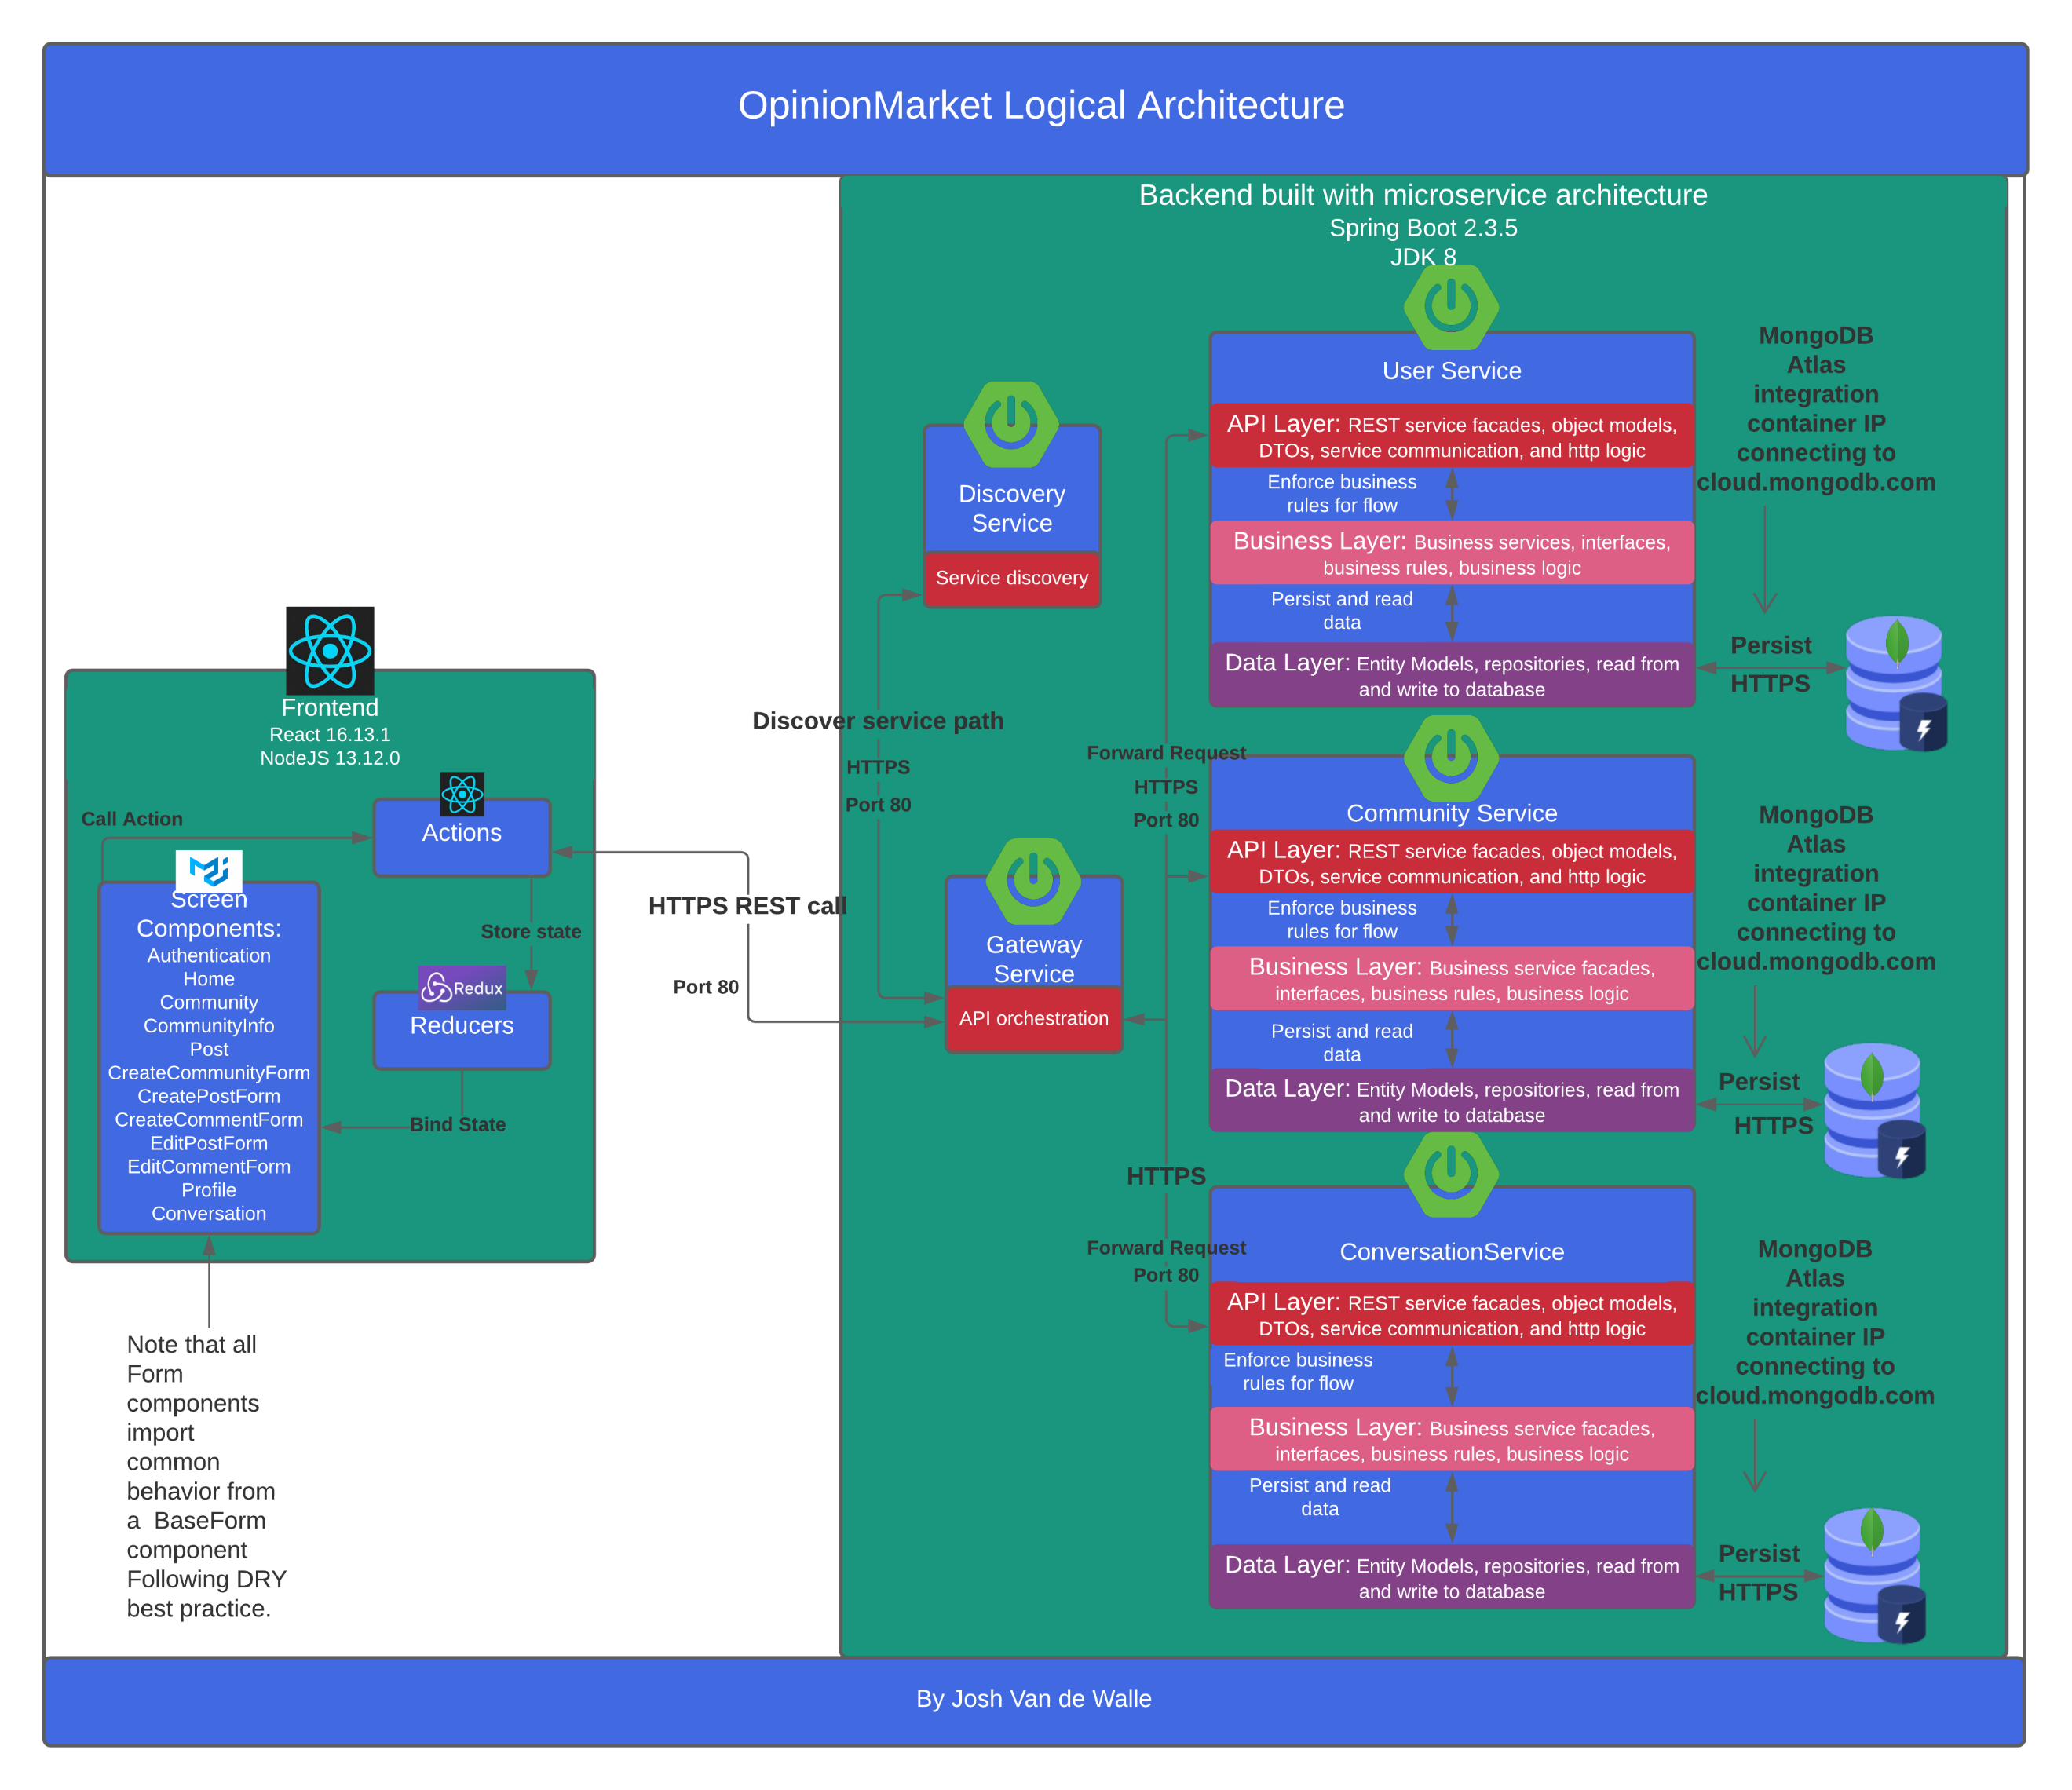 OpinionMarket Logical Architecture
Backend built with microservice architecture
Spring Boot 2.3.5
JDK 8
Frontend
React 16.13.1
NodeJS 13.12.0
Call Action
Actions
Store state
Redux
Reducers
Bind State
Screen
Components:
Authentication
Home
Community
CommunityInfo
Post
CreateCommunityForm
CreatePostForm
CreateCommentForm
EditPostForm
EditCommentForm
Profile
Conversation
Note that all
Form
components
import
common
behavior from
a  BaseForm
component
Following DRY
best practice.
HTTPS REST call
Port 80
Discovery
Service
Service discovery
Discover service path
HTTPS
Port 80
Gateway
Service
API orchestration
Forward Request
HTTPS
Port 80
HTTPS
Forward Request
Port 80
User Service
API Layer: REST service facades, object models,
DTOs, service communication, and http logic
Enforce business
rules for flow
Business Layer: Business services, interfaces,
business rules, business logic
Persist and read
data
Data Layer: Entity Models, repositories, read from
and write to database
MongoDB
Atlas
integration
container IP
connecting to
cloud.mongodb.com
Persist
HTTPS
Community Service
API Layer: REST service facades, object models,
DTOs, service communication, and http logic
Enforce business
rules for flow
Business Layer: Business service facades,
interfaces, business rules, business logic
Persist and read
data
Data Layer: Entity Models, repositories, read from
and write to database
MongoDB
Atlas
integration
container IP
connecting to
cloud.mongodb.com
Persist
HTTPS
ConversationService
API Layer: REST service facades, object models,
DTOs, service communication, and http logic
Enforce business
rules for flow
Business Layer: Business service facades,
interfaces, business rules, business logic
Persist and read
data
Data Layer: Entity Models, repositories, read from
and write to database
MongoDB
Atlas
integration
container IP
connecting to
cloud.mongodb.com
Persist
HTTPS
By Josh Van de Walle